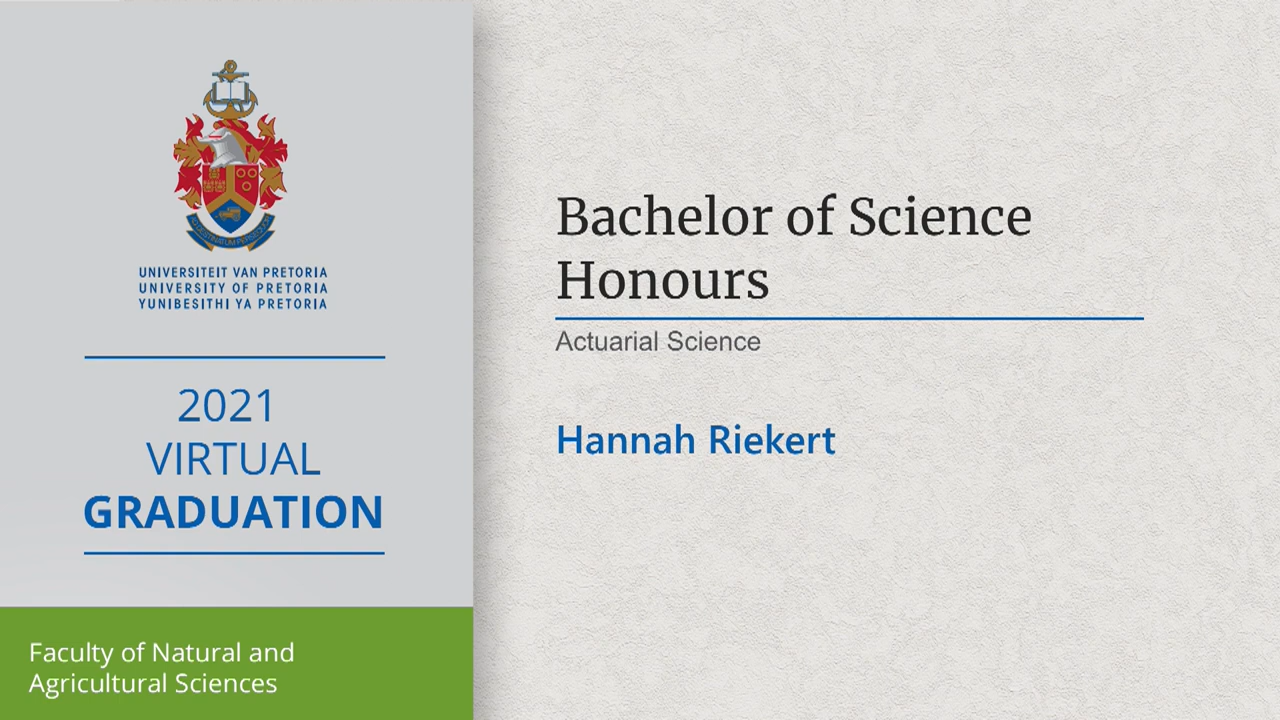 UNIVERSITEIT VAN PRETORIA
UNIVERSITY OF PRETORIA
YUNIBESITHI YA PRETORIA
2021
VIRTUAL
GRADUATION
Faculty of Natural and
Agricultural Sciences
Bachelor of Science
Honours
Actuarial Science
Hannah Riekert